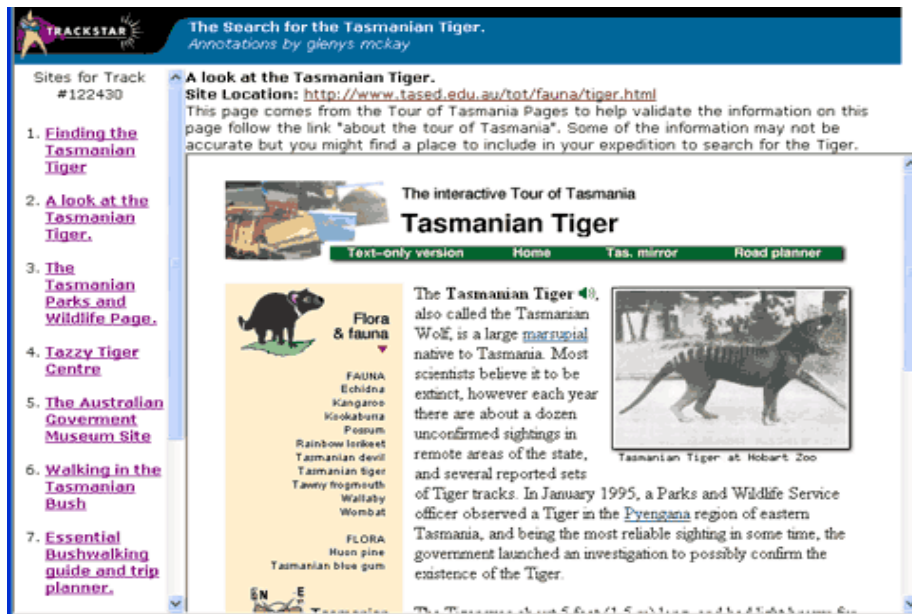 TRACKSTAR
The Search for the Tasmanian Tiger.
Annotations by glenys mckay
Sites for Track
#122430
1. Finding the
Tasmanian
Tiger
2. A look at the
Tasmanian
Tiger.
3. The
Tasmanian
Parks and
Wildlife Page.
4. Tazzy Tiger
Centre
5. The Australian
Goverment
Museum Site
6. Walking in the
Tasmanian
Bush
7. Essential
Bushwalking
guide and trip
planner.
A look at the Tasmanian Tiger.
Site Location: http://www.tased.edu.au/tot/fauna/tiger.html
This page comes from the Tour of Tasmania Pages to help validate the information on this
page follow the link "about the tour of Tasmania". Some of the information may not be
accurate but you might find a place to include in your expedition to search for the Tiger.
The interactive Tour of Tasmania
Tasmanian Tiger
Text-only version Home Tas. mirror Road planner
Flora
& fauna
FAUNA
Echidna
Kangaroo
Kookaburra
Possum
Rainbow lorikeet
Tasmanian devil
Tasmanian tiger
Tawny frogmouth
Wallaby
Wombat
FLORA
Huon pine
Tasmanian blue gum
N E
Tasmanian
The Tasmanian Tiger,
also called the Tasmanian
Wolf, is a large marsupial
native to Tasmania. Most
scientists believe it to be
extinct, however each year
there are about a dozen
unconfirmed sightings in
remote areas of the state,
and several reported sets
of Tiger tracks. In January 1995, a Parks and Wildlife Service
officer observed a Tiger in the Pyengana region of eastern
Tasmania, and being the most reliable sighting in some time, the
government launched an investigation to possibly confirm the
existence of the Tiger.
Tasmanian Tiger at Hobart Zoo